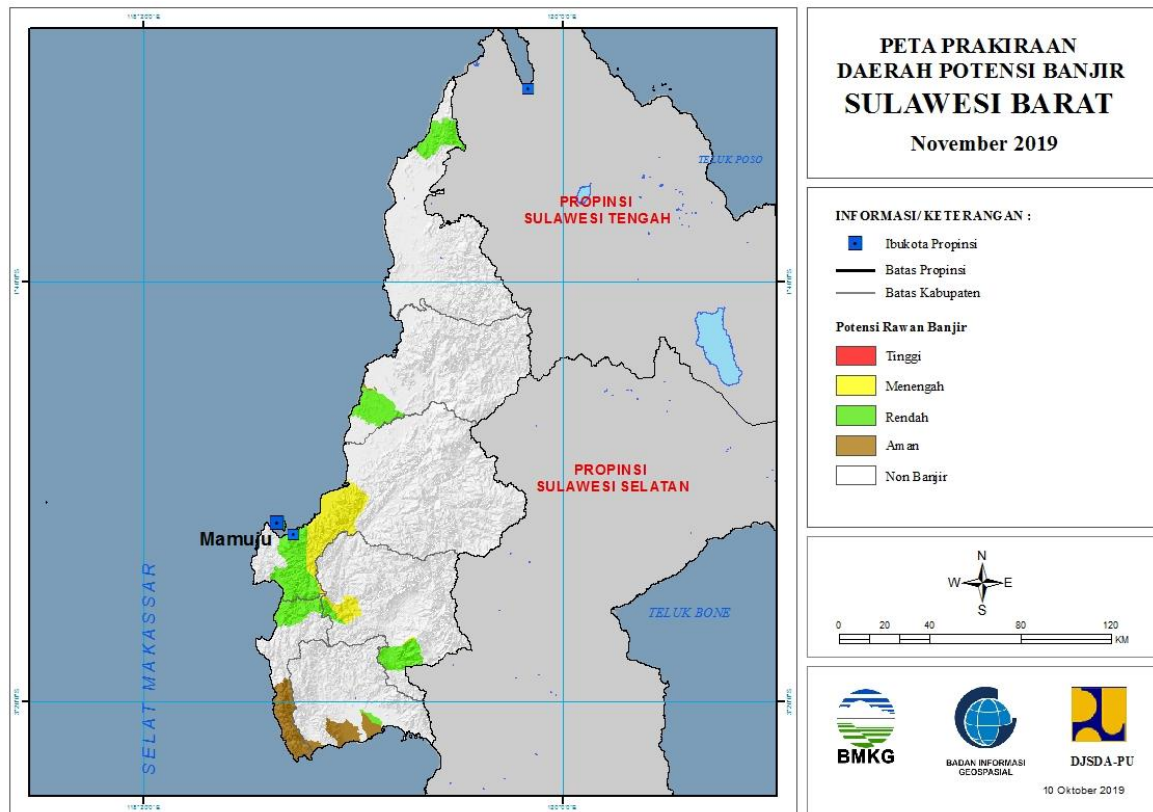 PETA PRAKIRAAN
DAERAH POTENSI BANJIR
SULAWESI BARAT
November 2019
TELUK POSO
PROPINSI
SULAWESI TENGAH
PROPINSI
SULAWESI SELATAN
Mamuju
SELAT MAKASSAR
TELUK BONE
INFORMASI/ KETERANGAN :
Ibukota Propinsi
Batas Propinsi
Batas Kabupaten
Potensi Rawan Banjir
Tinggi
Menengah
Rendah
Aman
Non Banjir
N
W E
S
0 20 40 80 120
KM
BMKG
BADAN INFORMASI
GEOSPASIAL
DJSDA-PU
10 Oktober 2019